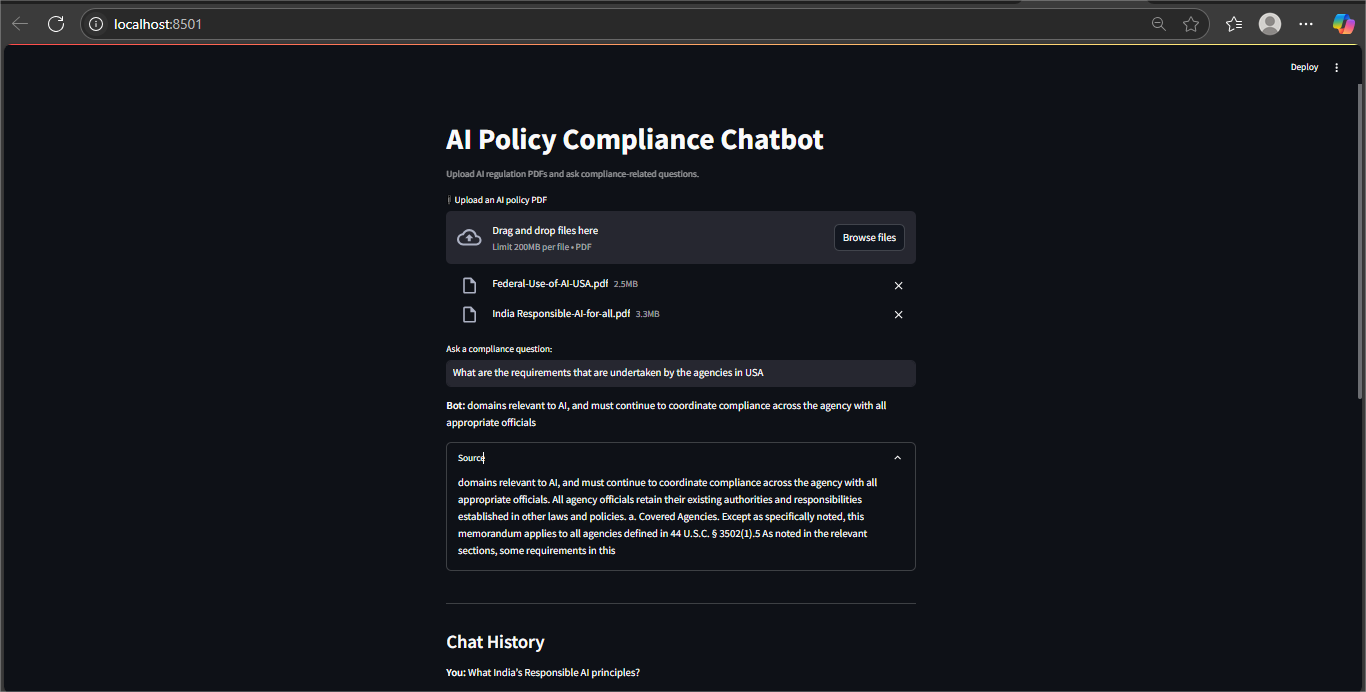 localhost:8501
Deploy
AI Policy Compliance Chatbot
Upload AI regulation PDFs and ask compliance-related questions.
Upload an AI policy PDF
Drag and drop files here
Limit 200MB per file • PDF
Browse files
Federal-Use-of-AI-USA.pdf 2.5MB
India Responsible-AI-for-all.pdf 3.3MB
Ask a compliance question:
What are the requirements that are undertaken by the agencies in USA
Bot: domains relevant to AI, and must continue to coordinate compliance across the agency with all
appropriate officials
Source
domains relevant to AI, and must continue to coordinate compliance across the agency with all
appropriate officials. All agency officials retain their existing authorities and responsibilities
established in other laws and policies. a. Covered Agencies. Except as specifically noted, this
memorandum applies to all agencies defined in 44 U.S.C. § 3502(1).5 As noted in the relevant
sections, some requirements in this
Chat History
You: What India's Responsible AI principles?